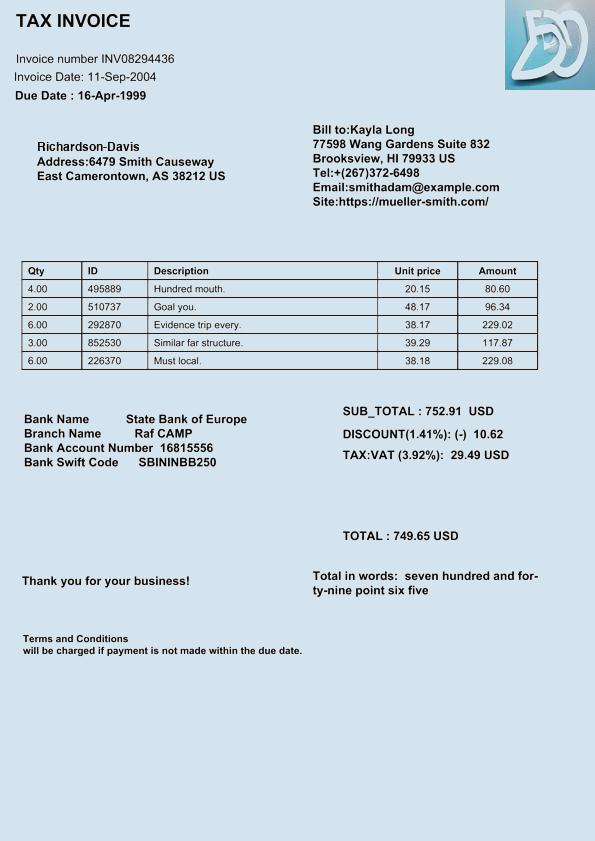 TAX INVOICE
Invoice number INV08294436
Invoice Date: 11-Sep-2004
Due Date : 16-Apr-1999
Richardson-Davis
Address:6479 Smith Causeway
East Camerontown, AS 38212 US
Bill to:Kayla Long
77598 Wang Gardens Suite 832
Brooksview, HI 79933 US
Tel:+(267)372-6498
Email:smithadam@example.com
Site:https://mueller-smith.com/
Qty ID Description Unit price Amount
4.00 495889 Hundred mouth. 20.15 80.60
2.00 510737 Goal you. 48.17 96.34
6.00 292870 Evidence trip every. 38.17 229.02
3.00 852530 Similar far structure. 39.29 117.87
6.00 226370 Must local. 38.18 229.08
Bank Name State Bank of Europe
Branch Name Raf CAMP
Bank Account Number 16815556
Bank Swift Code SBININBB250
SUB_TOTAL : 752.91 USD
DISCOUNT(1.41%): (-) 10.62
TAX:VAT (3.92%): 29.49 USD
TOTAL : 749.65 USD
Thank you for your business!
Total in words: seven hundred and for-
ty-nine point six five
Terms and Conditions
will be charged if payment is not made within the due date.